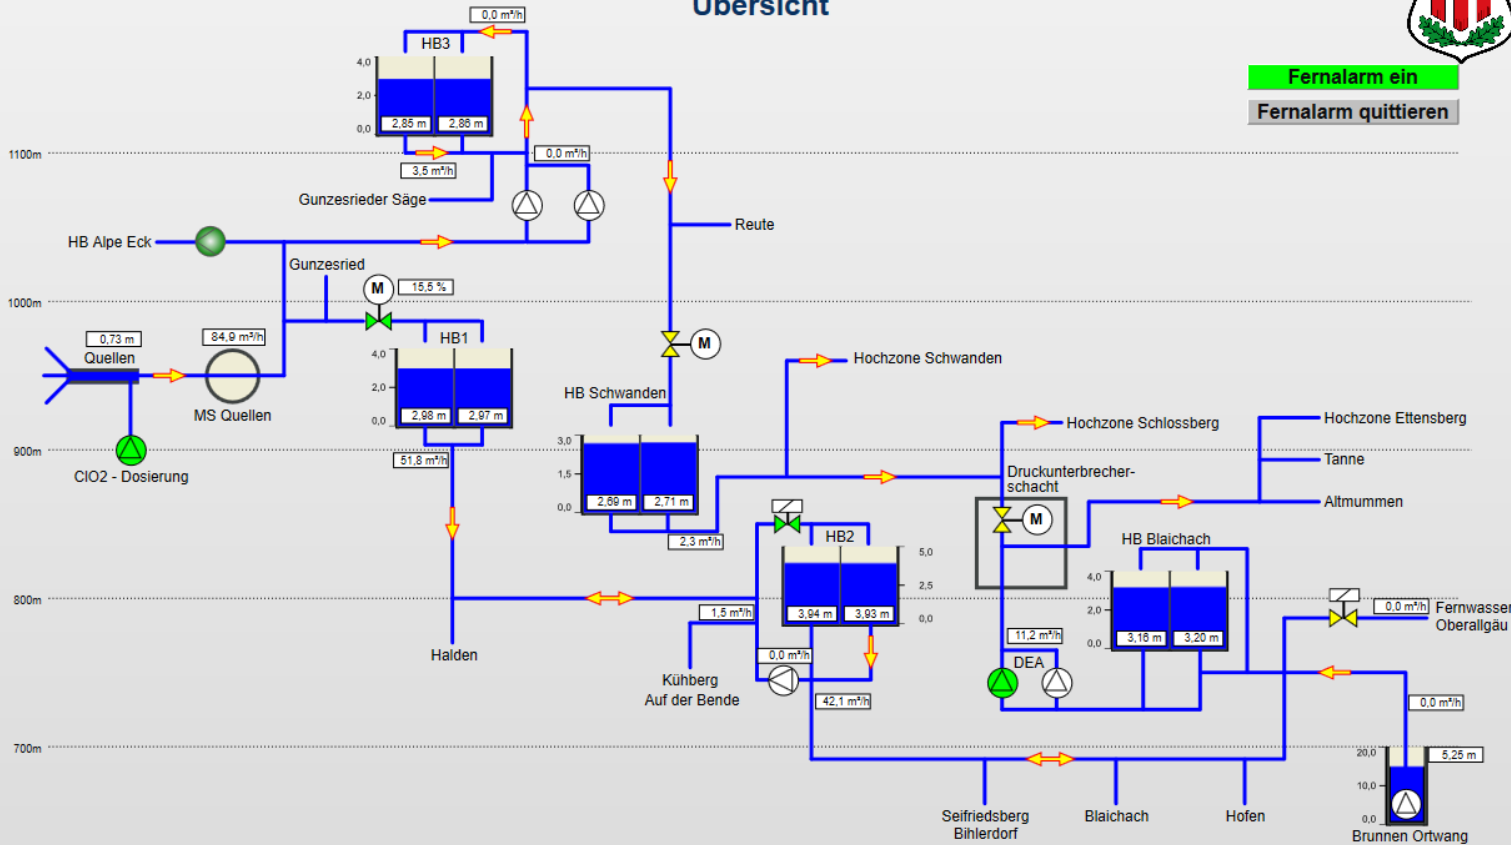 Übersicht
0,0 m³/h
HB3
4,0
2,0
0,0
2,85 m
2,86 m
Fernalarm ein
Fernalarm quittieren
1100m
3,5 m³/h
0,0 m³/h
Gunzesrieder Säge
HB Alpe Eck
Reute
Gunzesried
M
15,5 %
1000m
0,73 m
Quellen
84,9 m³/h
MS Quellen
HB1
4,0
2,0
0,0
2,98 m
2,97 m
M
Hochzone Schwanden
HB Schwanden
3,0
1,5
0,0
2,69 m
2,71 m
Hochzone Schlossberg
Hochzone Ettensberg
900m
ClO2 - Dosierung
51,8 m³/h
Tanne
Druckunterbrecher-
schacht
M
Altmummen
2,3 m³/h
HB2
5,0
2,5
0,0
3,94 m
3,93 m
HB Blaichach
4,0
2,0
0,0
3,16 m
3,20 m
800m
1,5 m³/h
0,0 m³/h
Fernwasser
Oberallgäu
Halden
Kühberg
Auf der Bende
0,0 m³/h
11,2 m³/h
DEA
42,1 m³/h
0,0 m³/h
700m
20,0
10,0
0,0
5,25 m
Seifriedsberg
Bihlerdorf
Blaichach
Hofen
Brunnen Ortwang